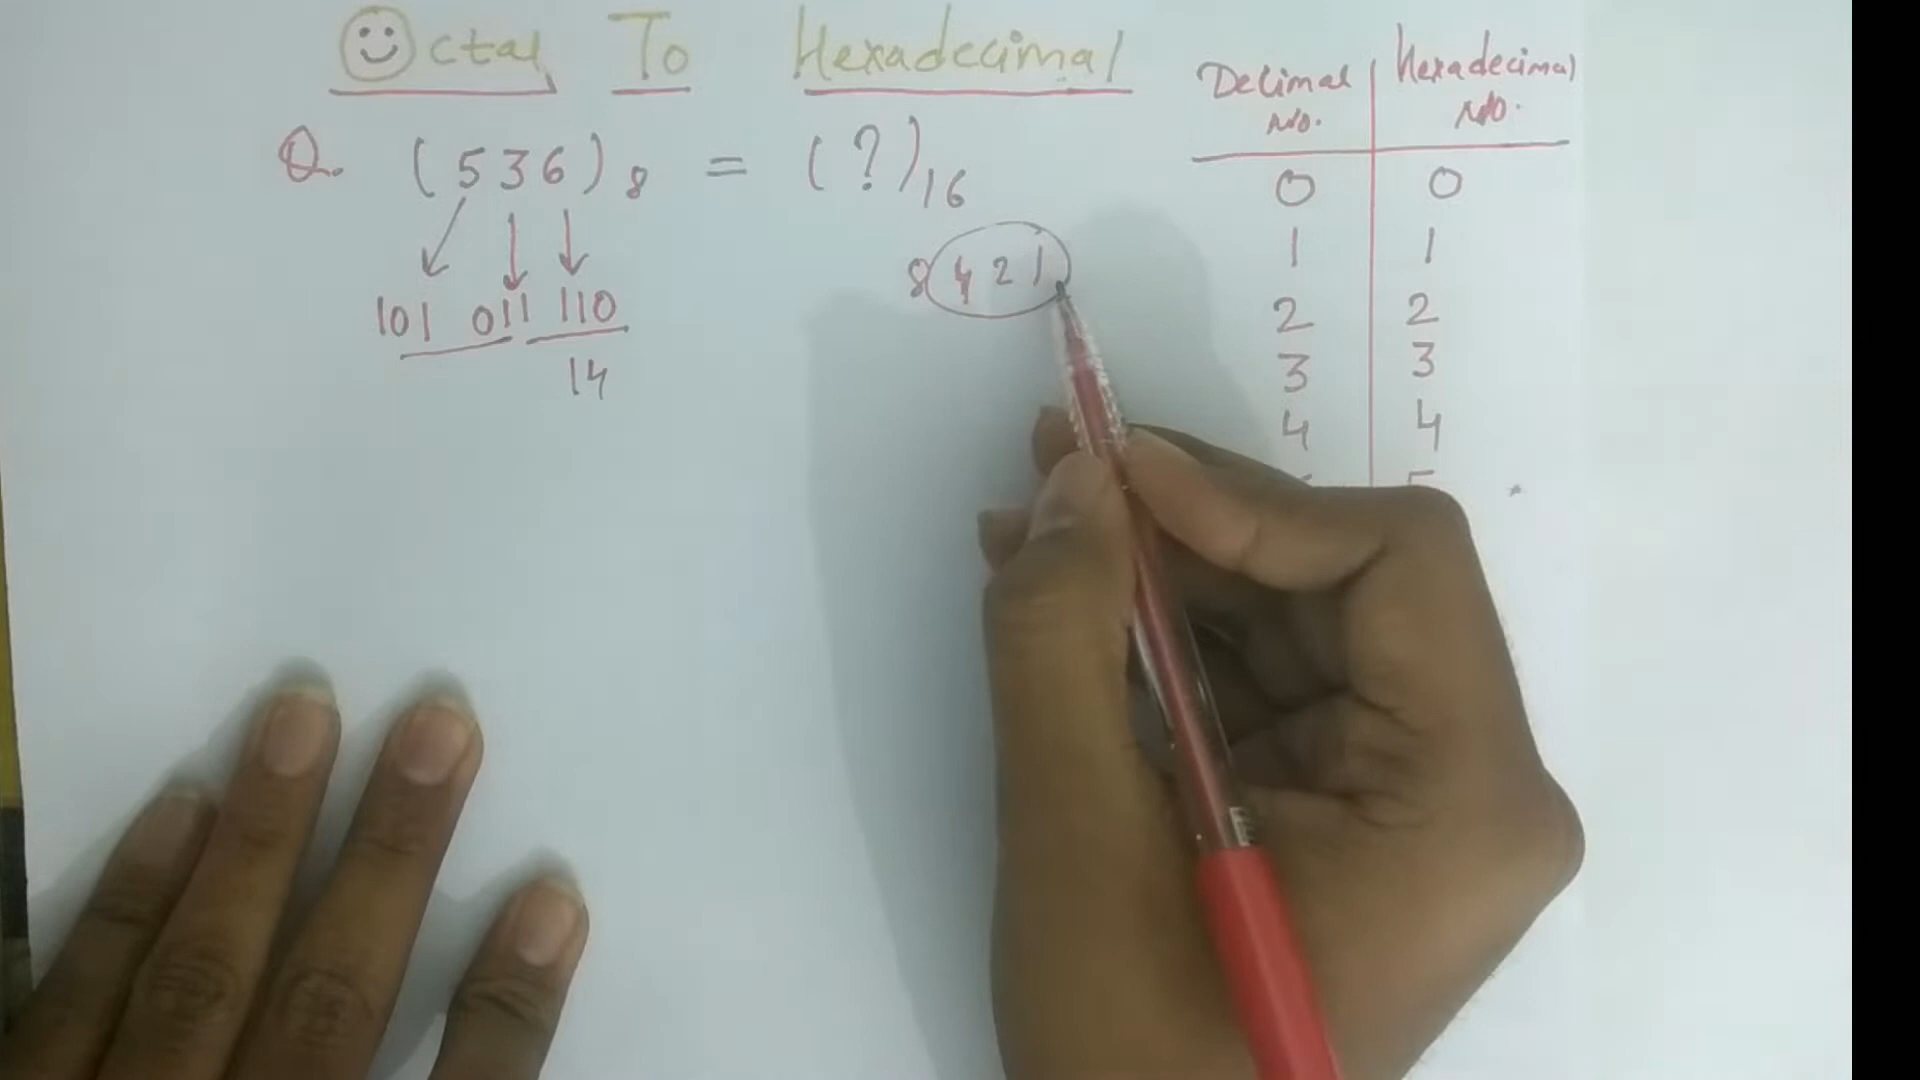 Octal To Hexadecimal
Q. (536)8 = (?)16
8 4 2 1
101 011 110
14
Decimal No. Hexadecimal No.
0 0
1 1
2 2
3 3
4 4
5